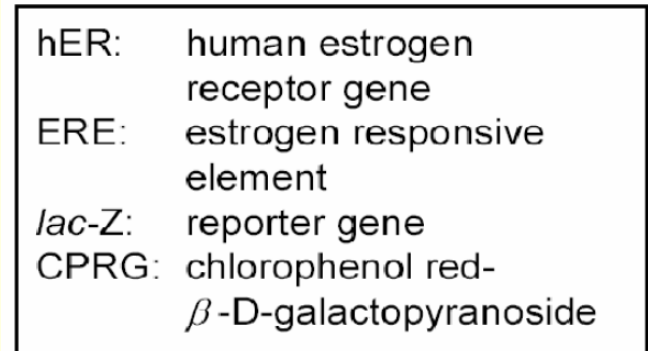 hER: human estrogen
receptor gene
ERE: estrogen responsive
element
lac-Z: reporter gene
CPRG: chlorophenol red-
β-D-galactopyranoside